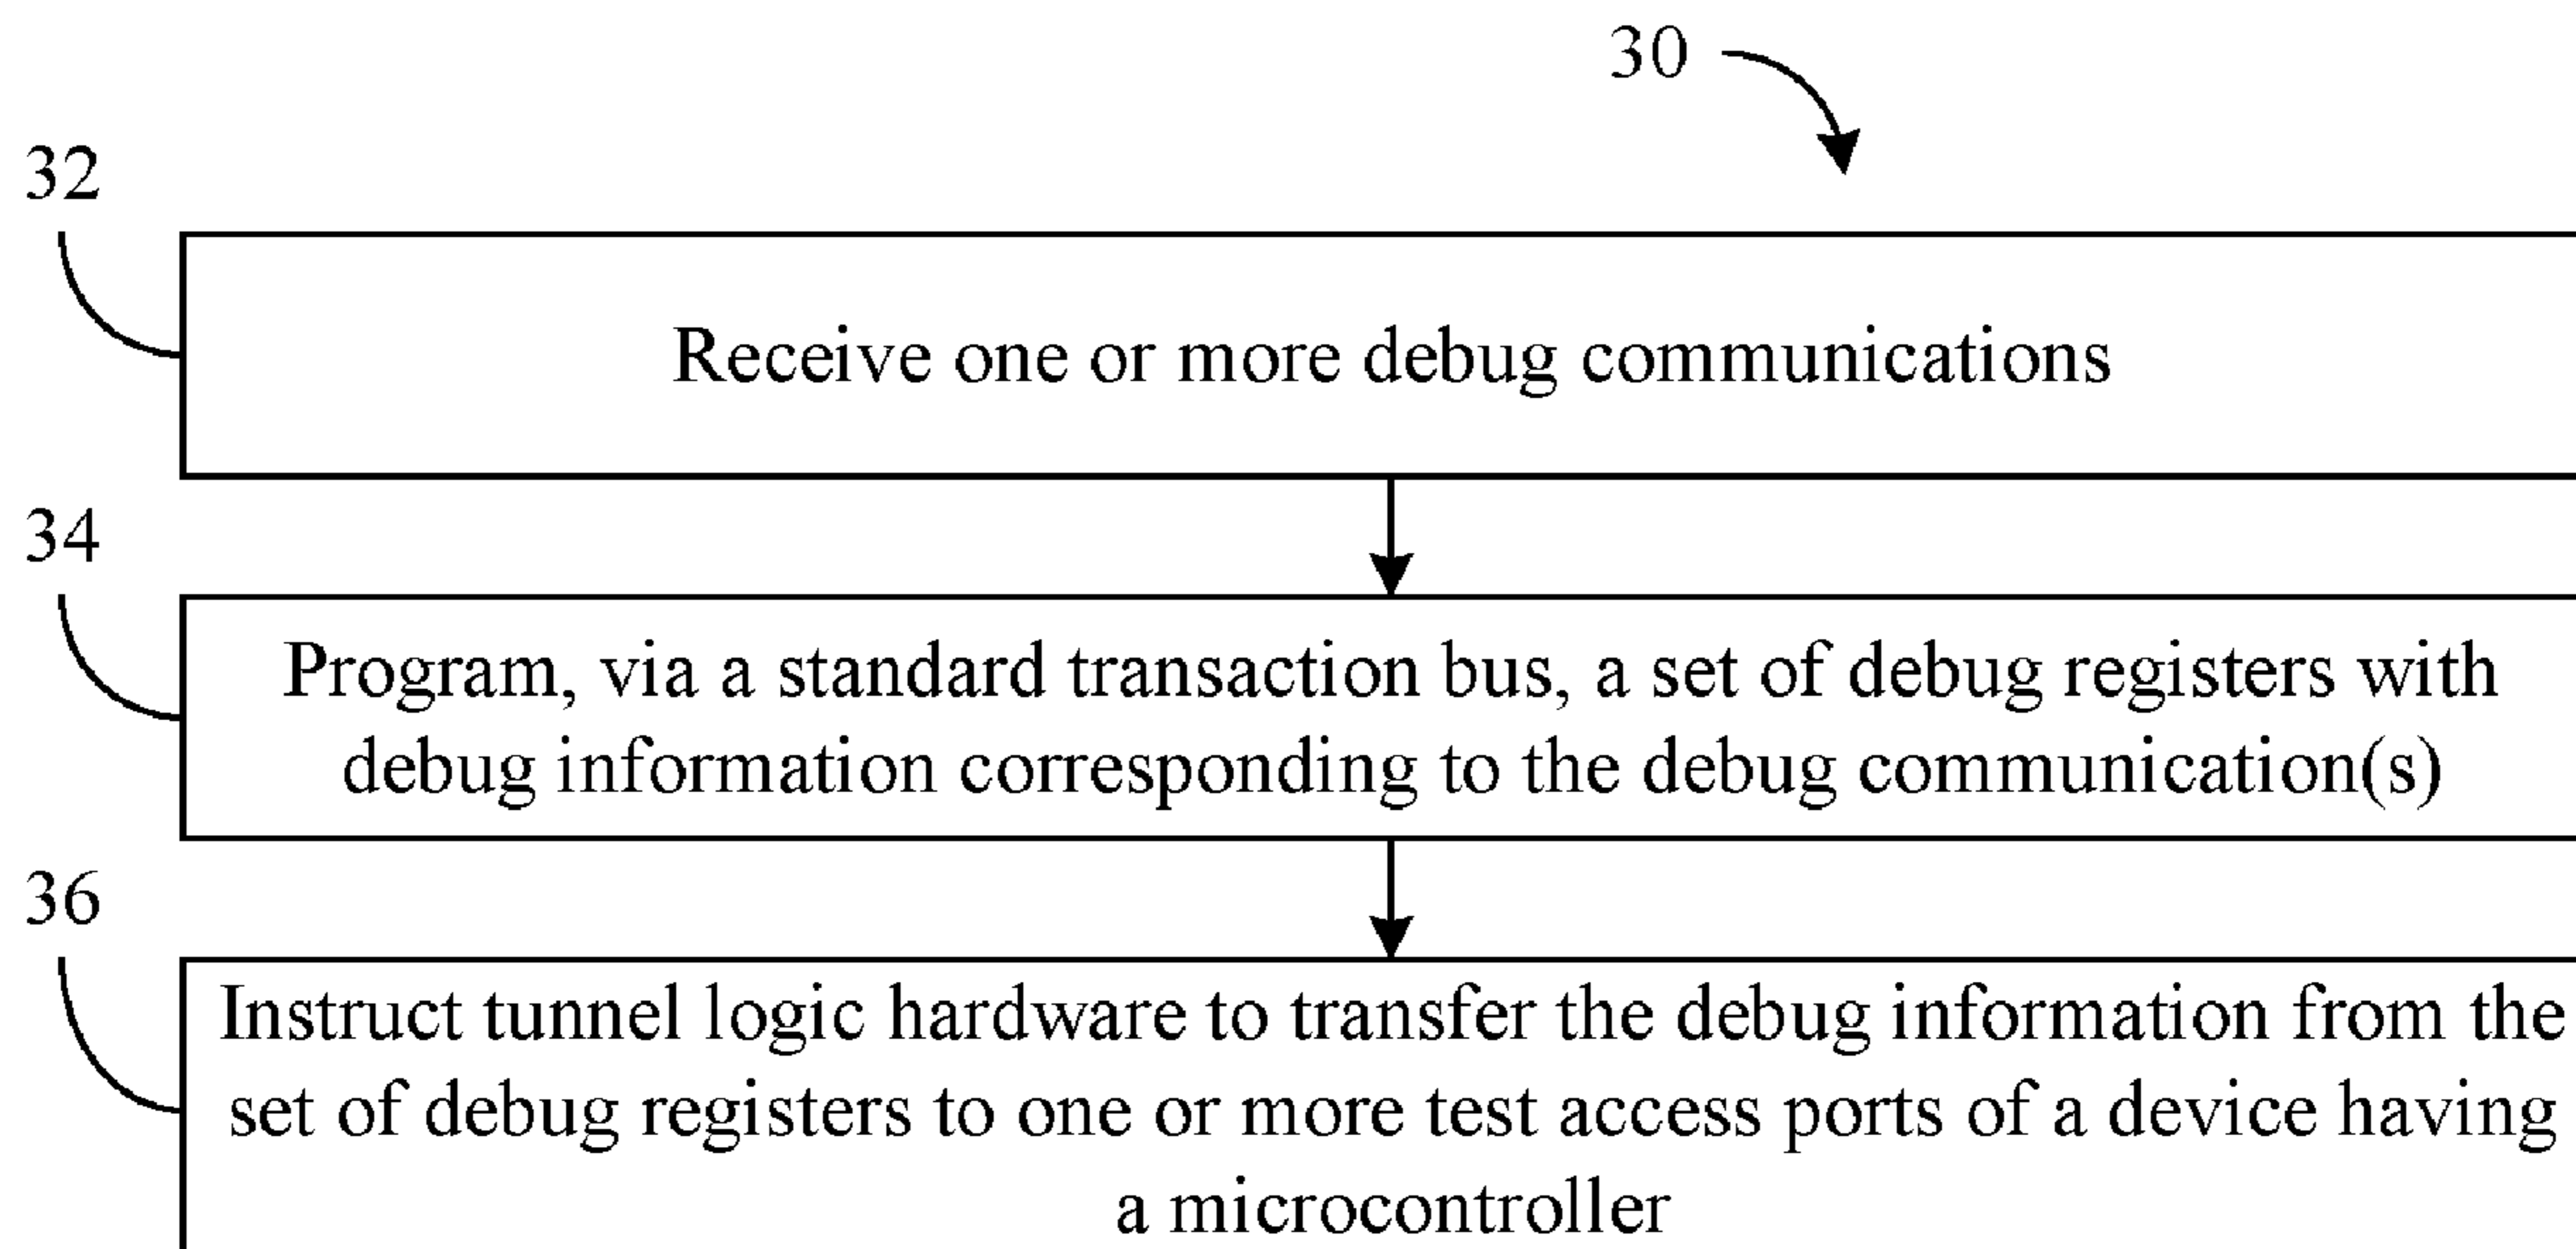 30
32
Receive one or more debug communications
34
Program, via a standard transaction bus, a set of debug registers with
debug information corresponding to the debug communication(s)
36
Instruct tunnel logic hardware to transfer the debug information from the
set of debug registers to one or more test access ports of a device having
a microcontroller